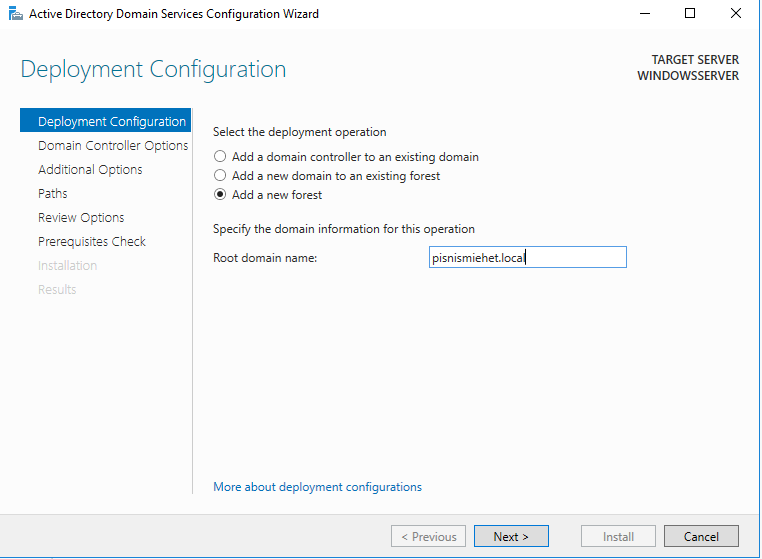 Active Directory Domain Services Configuration Wizard
Deployment Configuration
TARGET SERVER
WINDOWSSERVER
Deployment Configuration
Domain Controller Options
Additional Options
Paths
Review Options
Prerequisites Check
Installation
Results
Select the deployment operation
Add a domain controller to an existing domain
Add a new domain to an existing forest
Add a new forest
Specify the domain information for this operation
Root domain name: pisnismiehet.local
More about deployment configurations
< Previous Next > Install Cancel